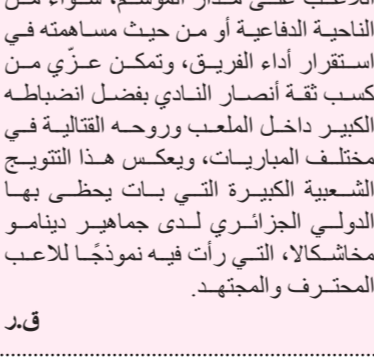 اللاعب على مدار الموسم، سواء من
الناحية الدفاعية أو من حيث مساهمته في
استقرار أداء الفريق، وتمكن عزّي من
كسب ثقة أنصار النادي بفضل انضباطه
الكبير داخل الملعب وروحه القتالية في
مختلف المباريات، ويعكس هذا التتويج
الشعبية الكبيرة التي بات يحظى بها
الدولي الجزائري لدى جماهير دينامو
مخاشكالا، التي رأت فيه نموذجًا للاعب
المحترف والمجتهد.
ق.ر